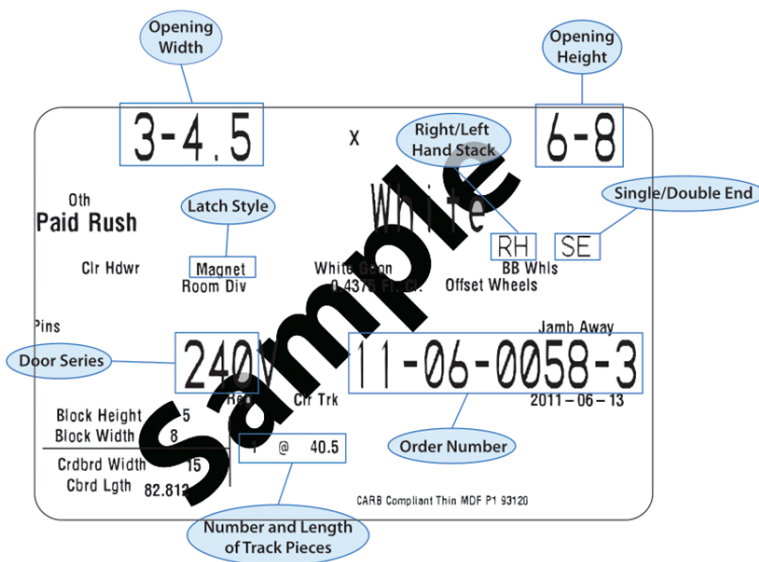 Opening Width
Opening Height
3-4.5 x 6-8
Right/Left Hand Stack
Oth
Latch Style
White
Single/Double End
Paid Rush
RH SE
Clr Hdwr Magnet BB Whls
Room Div 0.4375 Offset Wheels
Pins Jamb Away
Door Series 240V 11-06-0058-3
Clr Trk 2011-06-13
Block Height 5
Block Width 8
@ 40.5
Order Number
Crdbrd Width 15
Cbrd Lgth 82.812
CARB Compliant Thin MDF P1 93120
Number and Length of Track Pieces
Sample